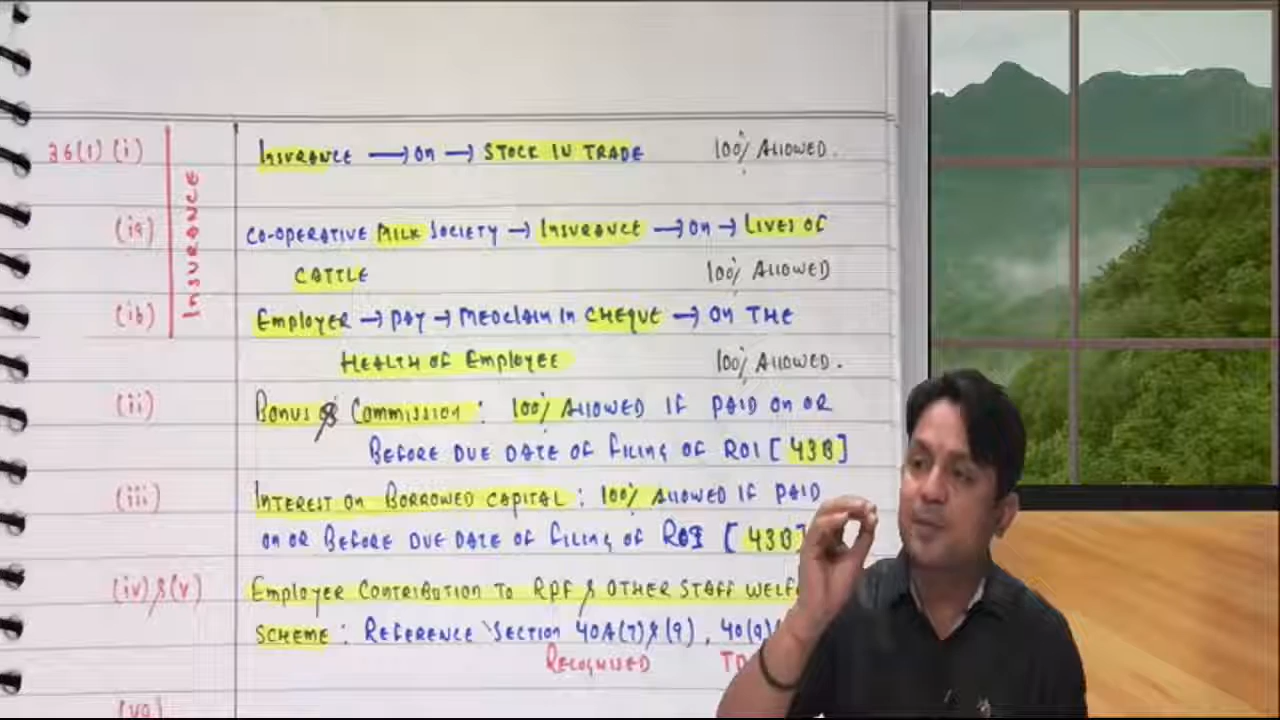 36(1) (i) INSURANCE → ON → STOCK IN TRADE 100% ALLOWED.
INSURANCE
(ia) CO-OPERATIVE MILK SOCIETY → INSURANCE → ON → LIVES OF
CATTLE 100% ALLOWED
(ib) EMPLOYER → PAY → MEDCLAIM IN CHEQUE → ON THE
HEALTH OF EMPLOYEE 100% ALLOWED.
(ii) BONUS & COMMISSION : 100% ALLOWED IF PAID ON OR
BEFORE DUE DATE OF FILING OF ROI [ 43B ]
(iii) INTEREST ON BORROWED CAPITAL : 100% ALLOWED IF PAID
ON OR BEFORE DUE DATE OF FILING OF ROI [ 43B ]
(iv) & (v) EMPLOYER CONTRIBUTION TO RPF & OTHER STAFF
SCHEME : REFERENCE SECTION 40A(7) & (9) , 40(a)
RECOGNISED
(va)